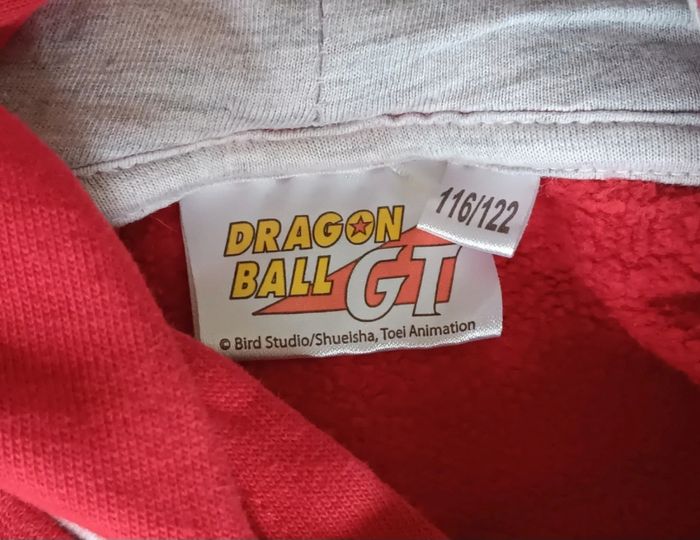 116/122
DRAGON
BALL GT
© Bird Studio/Shueisha, Toei Animation